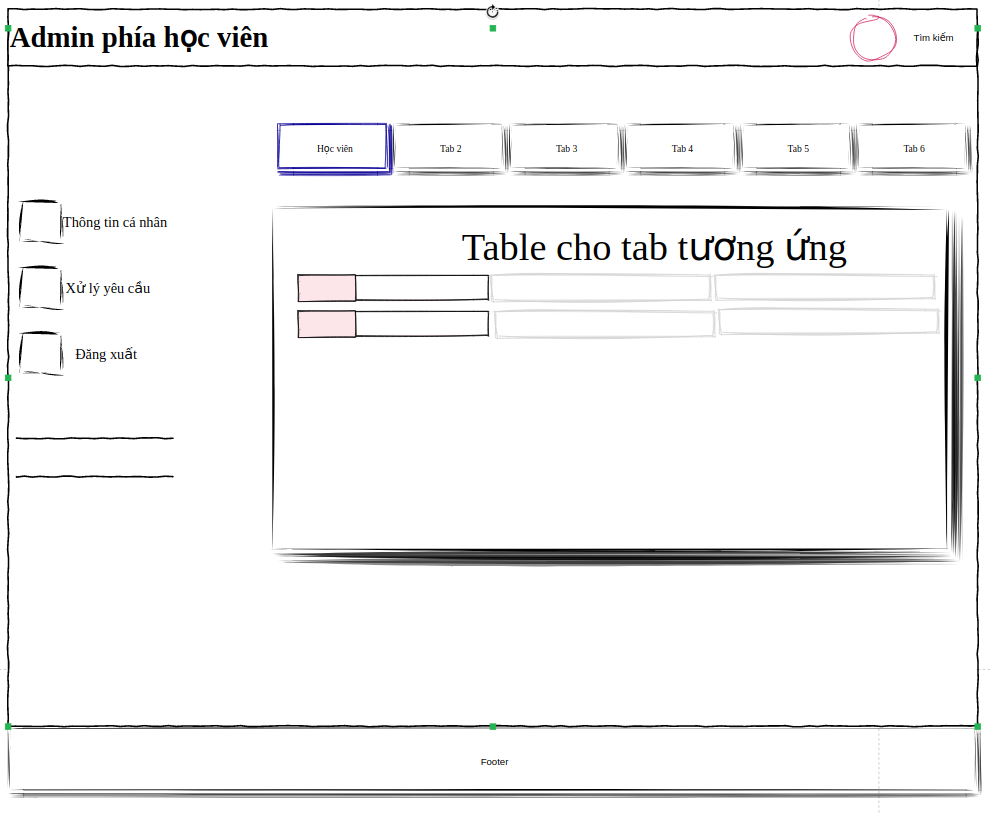 Admin phía học viên
Tìm kiếm
Học viên
Tab 2
Tab 3
Tab 4
Tab 5
Tab 6
Thông tin cá nhân
Xử lý yêu cầu
Đăng xuất
Table cho tab tương ứng
Footer